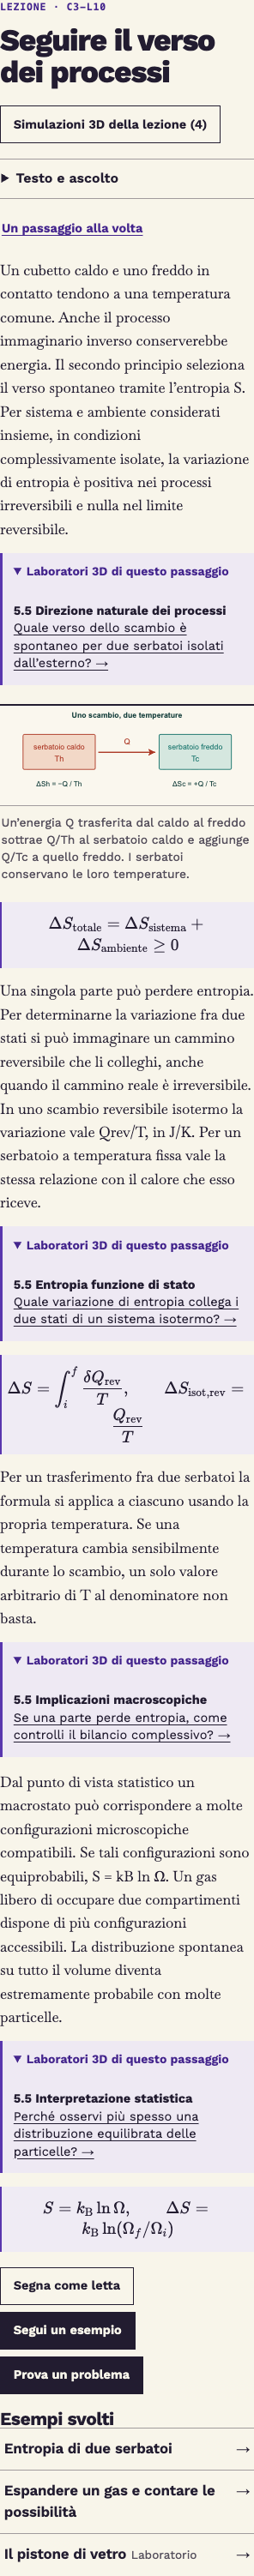 LEZIONE · C3-L10
Seguire il verso
dei processi
Simulazioni 3D della lezione (4)
▶ Testo e ascolto
Un passaggio alla volta
Un cubetto caldo e uno freddo in
contatto tendono a una temperatura
comune. Anche il processo
immaginario inverso conserverebbe
energia. Il secondo principio seleziona
il verso spontaneo tramite l’entropia S.
Per sistema e ambiente considerati
insieme, in condizioni
complessivamente isolate, la variazione
di entropia è positiva nei processi
irreversibili e nulla nel limite
reversibile.
▼ Laboratori 3D di questo passaggio
5.5 Direzione naturale dei processi
Quale verso dello scambio è
spontaneo per due serbatoi isolati
dall’esterno? →
Uno scambio, due temperature
serbatoio caldo
Th
Q
serbatoio freddo
Tc
ΔSh = −Q / Th
ΔSc = +Q / Tc
Un’energia Q trasferita dal caldo al freddo
sottrae Q/Th al serbatoio caldo e aggiunge
Q/Tc a quello freddo. I serbatoi
conservano le loro temperature.
ΔS_totale = ΔS_sistema +
ΔS_ambiente ≥ 0
Una singola parte può perdere entropia.
Per determinarne la variazione fra due
stati si può immaginare un cammino
reversibile che li colleghi, anche
quando il cammino reale è irreversibile.
In uno scambio reversibile isotermo la
variazione vale Qrev/T, in J/K. Per un
serbatoio a temperatura fissa vale la
stessa relazione con il calore che esso
riceve.
▼ Laboratori 3D di questo passaggio
5.5 Entropia funzione di stato
Quale variazione di entropia collega i
due stati di un sistema isotermo? →
ΔS = ∫_i^f δQ_rev / T, ΔS_isot,rev =
Q_rev / T
Per un trasferimento fra due serbatoi la
formula si applica a ciascuno usando la
propria temperatura. Se una
temperatura cambia sensibilmente
durante lo scambio, un solo valore
arbitrario di T al denominatore non
basta.
▼ Laboratori 3D di questo passaggio
5.5 Implicazioni macroscopiche
Se una parte perde entropia, come
controlli il bilancio complessivo? →
Dal punto di vista statistico un
macrostato può corrispondere a molte
configurazioni microscopiche
compatibili. Se tali configurazioni sono
equiprobabili, S = kB ln Ω. Un gas
libero di occupare due compartimenti
dispone di più configurazioni
accessibili. La distribuzione spontanea
su tutto il volume diventa
estremamente probabile con molte
particelle.
▼ Laboratori 3D di questo passaggio
5.5 Interpretazione statistica
Perché osservi più spesso una
distribuzione equilibrata delle
particelle? →
S = k_B ln Ω, ΔS =
k_B ln(Ω_f/Ω_i)
Segna come letta
Segui un esempio
Prova un problema
Esempi svolti
Entropia di due serbatoi →
Espandere un gas e contare le →
possibilità
Il pistone di vetro Laboratorio →